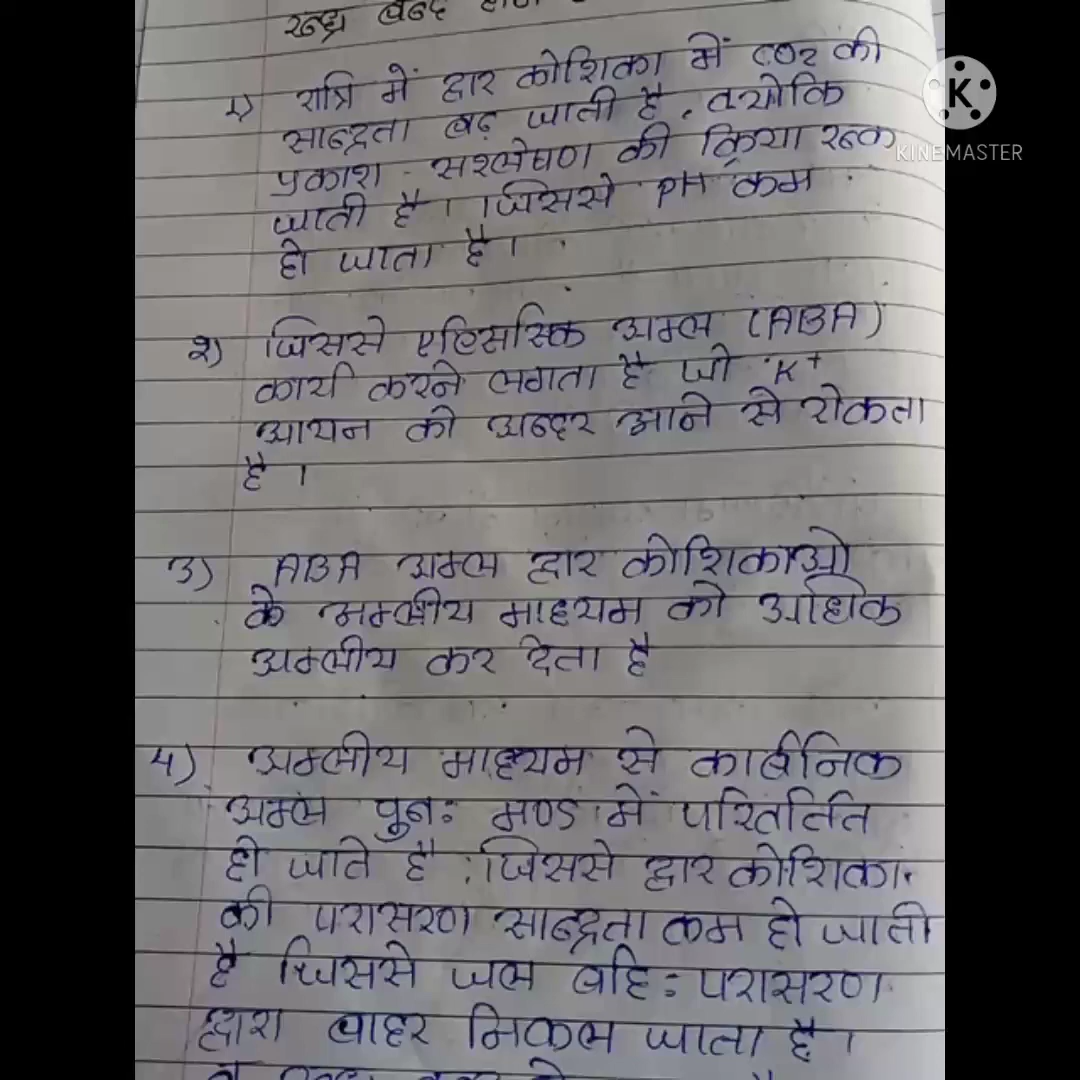 रन्ध्र बन्द होना
1) रात्रि में द्वार कोशिका में CO2 की
सान्द्रता बढ़ जाती है, क्योकि
प्रकाश संश्लेषण की क्रिया रूक
जाती है। जिससे PH कम
हो जाता है।
2) जिससे एब्सिसिक अम्ल (ABA)
कार्य करने लगता है जो K+
आयन को अन्दर आने से रोकता
है।
3) ABA अम्ल द्वार कोशिकाओ
के अम्लीय माध्यम को अधिक
अम्लीय कर देता है
4) अम्लीय माध्यम से कार्बनिक
अम्ल पुनः मण्ड में परिवर्तित
हो जाते है, जिससे द्वार कोशिका
की परासरण सान्द्रता कम हो जाती
है जिससे जल बहि: परासरण
द्वारा बाहर निकल जाता है।
K
KINEMASTER